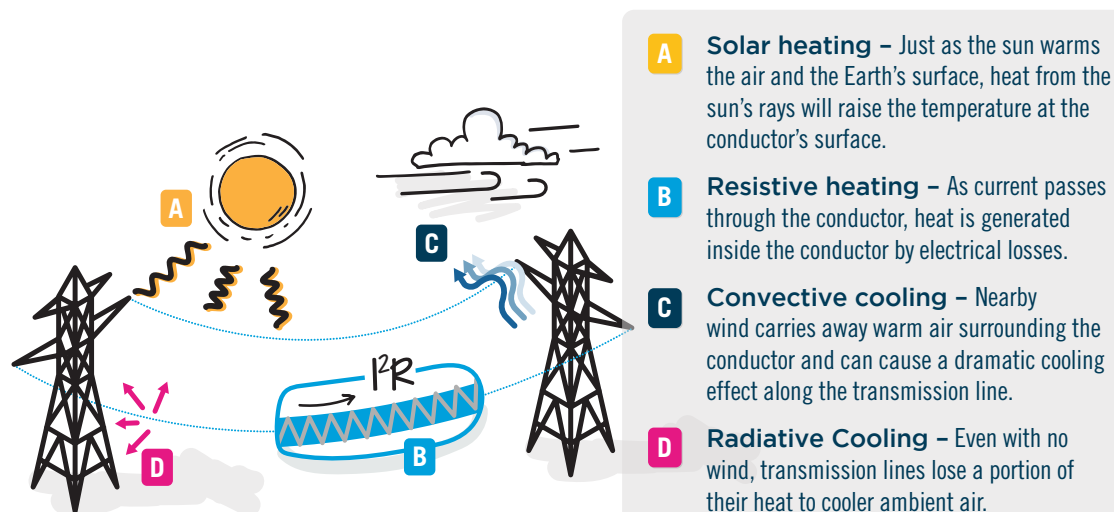 A
C
I²R
B
D
A Solar heating – Just as the sun warms
the air and the Earth’s surface, heat from the
sun’s rays will raise the temperature at the
conductor’s surface.
B Resistive heating – As current passes
through the conductor, heat is generated
inside the conductor by electrical losses.
C Convective cooling – Nearby
wind carries away warm air surrounding the
conductor and can cause a dramatic cooling
effect along the transmission line.
D Radiative Cooling – Even with no
wind, transmission lines lose a portion of
their heat to cooler ambient air.